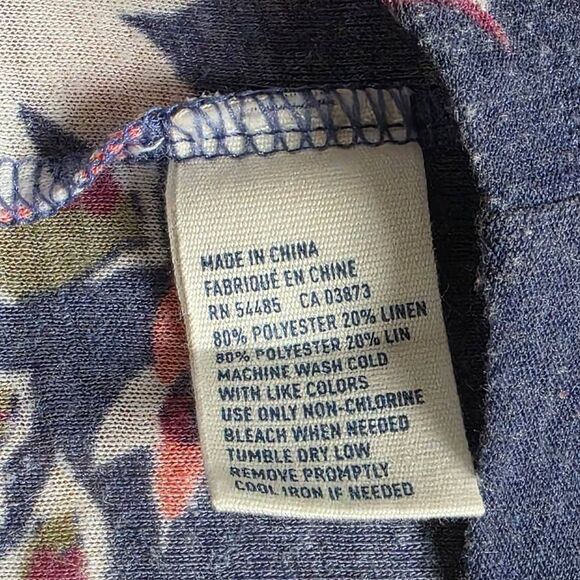 MADE IN CHINA
FABRIQUÉ EN CHINE
RN 54485 CA 03873
80% POLYESTER 20% LINEN
80% POLYESTER 20% LIN
MACHINE WASH COLD
WITH LIKE COLORS
USE ONLY NON-CHLORINE
BLEACH WHEN NEEDED
TUMBLE DRY LOW
REMOVE PROMPTLY
COOL IRON IF NEEDED